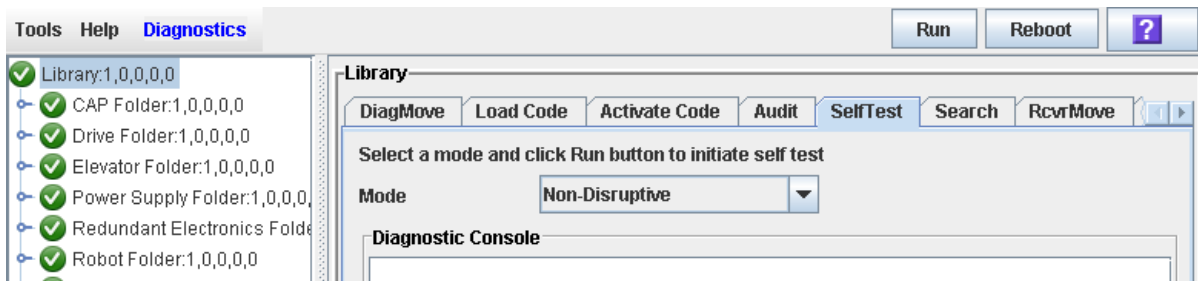 Tools Help Diagnostics Run Reboot ?
Library:1,0,0,0,0
CAP Folder:1,0,0,0,0
Drive Folder:1,0,0,0,0
Elevator Folder:1,0,0,0,0
Power Supply Folder:1,0,0,0,
Redundant Electronics Folde
Robot Folder:1,0,0,0,0
Library
DiagMove Load Code Activate Code Audit SelfTest Search RcvrMove
Select a mode and click Run button to initiate self test
Mode Non-Disruptive
Diagnostic Console